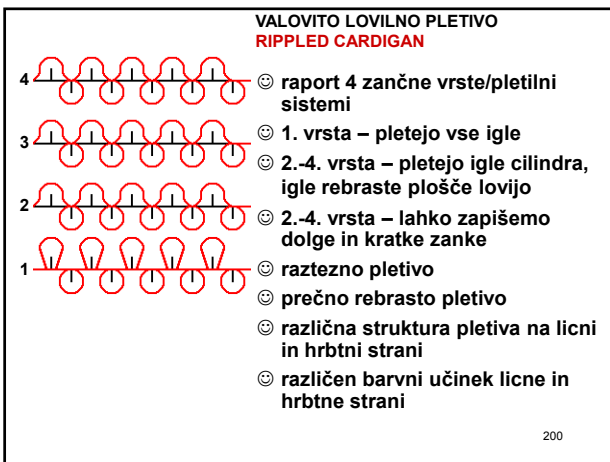 VALOVITO LOVILNO PLETIVO
RIPPLED CARDIGAN
4
3
2
1
☺ raport 4 zančne vrste/pletilni
sistemi
☺ 1. vrsta – pletejo vse igle
☺ 2.-4. vrsta – pletejo igle cilindra,
igle rebraste plošče lovijo
☺ 2.-4. vrsta – lahko zapišemo
dolge in kratke zanke
☺ raztezno pletivo
☺ prečno rebrasto pletivo
☺ različna struktura pletiva na licni
in hrbtni strani
☺ različen barvni učinek licne in
hrbtne strani
200